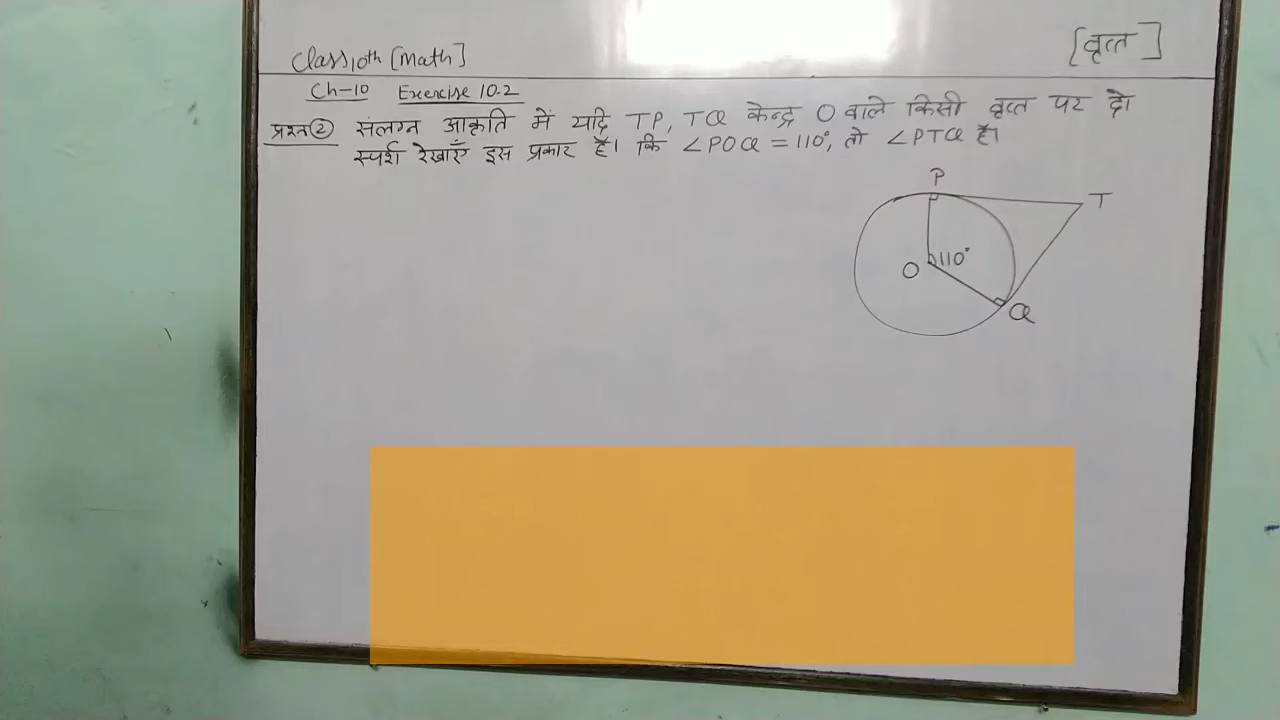 Class 10th [Math]
[वृत्त]
Ch-10 Exercise 10.2
प्रश्न② संलग्न आकृति में यदि TP, TQ केन्द्र O वाले किसी वृत्त पर दो
स्पर्श रेखाएँ इस प्रकार है। कि ∠POQ = 110°, तो ∠PTQ है।
P
T
110°
O
Q